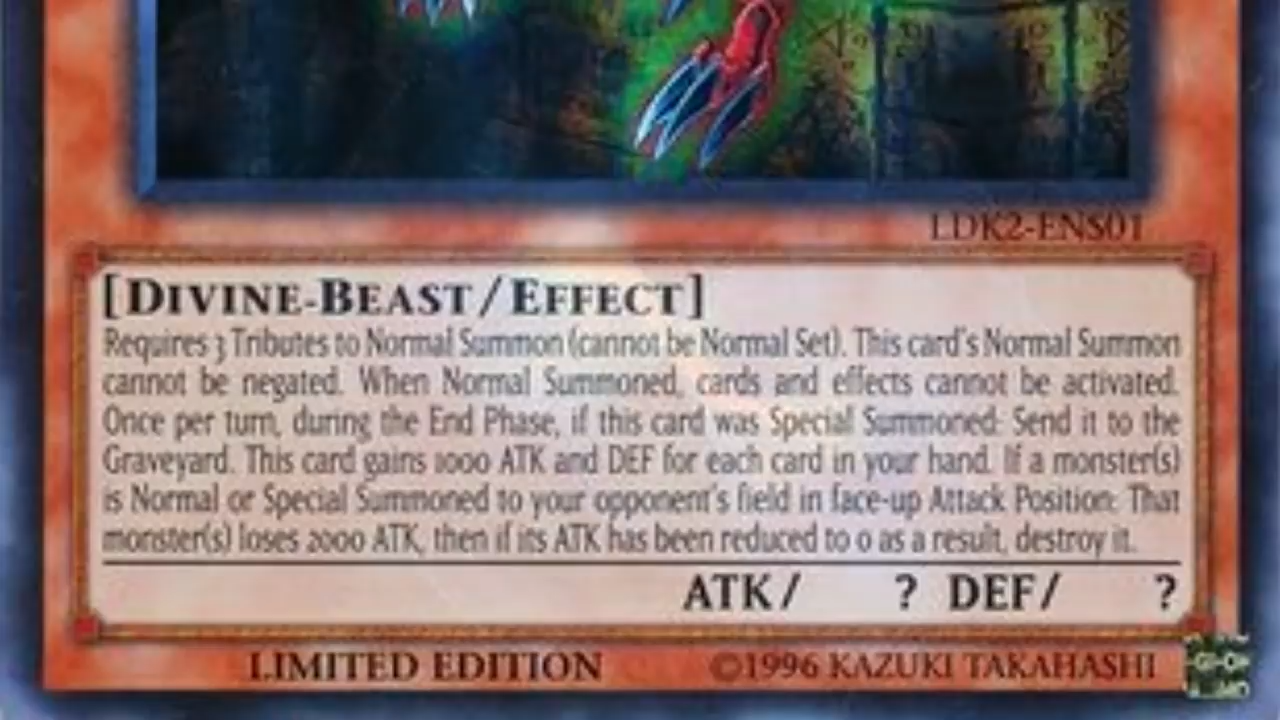 LDK2-ENS01
[DIVINE-BEAST/EFFECT]
Requires 3 Tributes to Normal Summon (cannot be Normal Set). This card's Normal Summon
cannot be negated. When Normal Summoned, cards and effects cannot be activated.
Once per turn, during the End Phase, if this card was Special Summoned: Send it to the
Graveyard. This card gains 1000 ATK and DEF for each card in your hand. If a monster(s)
is Normal or Special Summoned to your opponent's field in face-up Attack Position: That
monster(s) loses 2000 ATK, then if its ATK has been reduced to 0 as a result, destroy it.
ATK/ ? DEF/ ?
LIMITED EDITION ©1996 KAZUKI TAKAHASHI